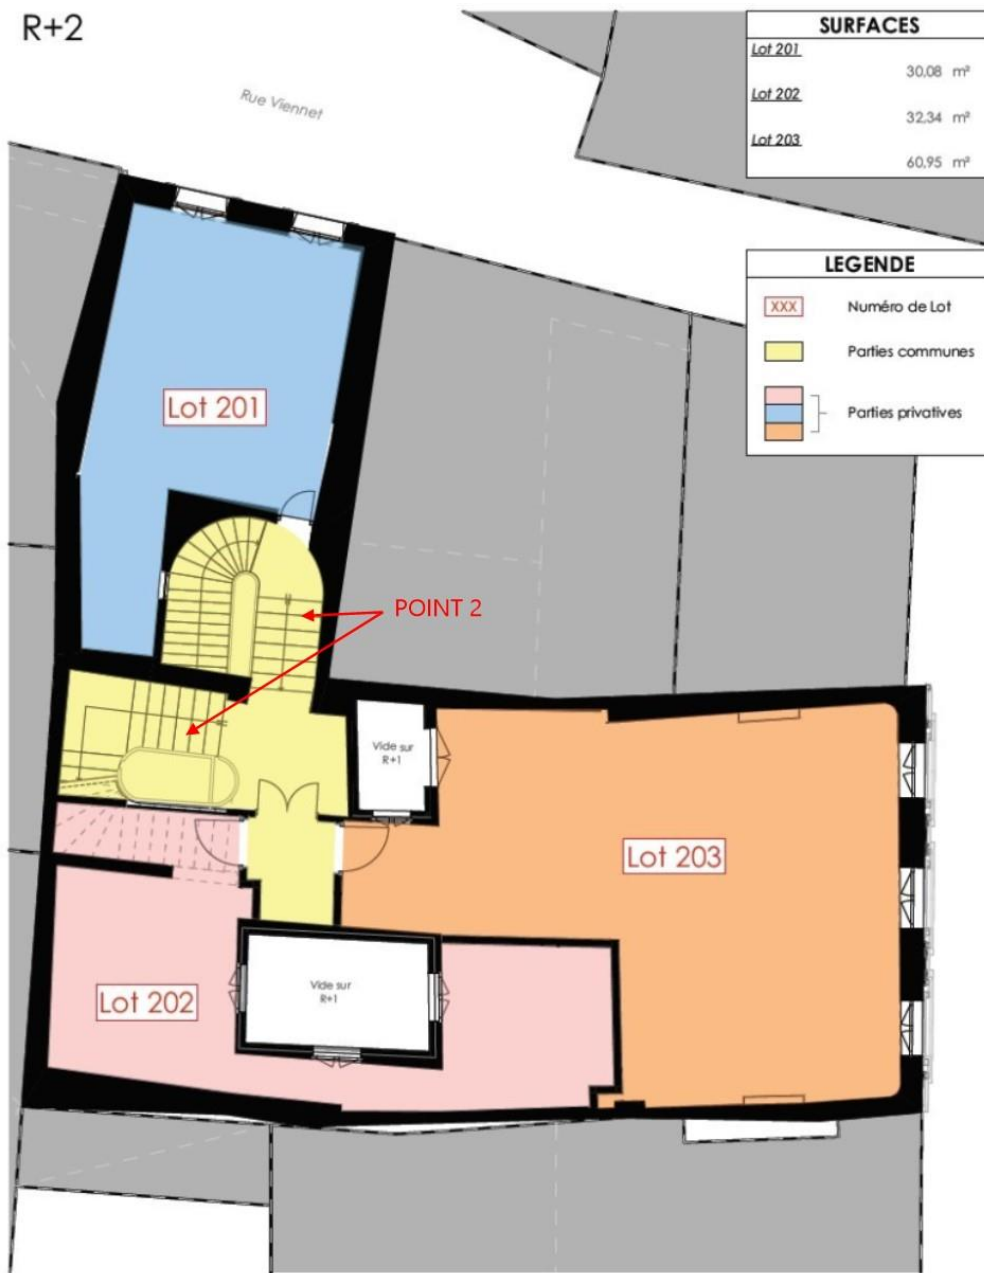 R+2
SURFACES
Lot 201
30,08 m²
Lot 202
32,34 m²
Lot 203
60,95 m²
Rue Viennet
LEGENDE
XXX Numéro de Lot
Parties communes
Parties privatives
Lot 201
POINT 2
Vide sur
R+1
Lot 203
Vide sur
R+1
Lot 202